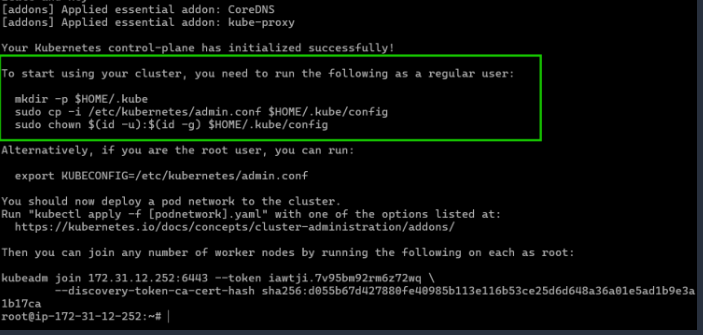 [addons] Applied essential addon: CoreDNS
[addons] Applied essential addon: kube-proxy
Your Kubernetes control-plane has initialized successfully!
To start using your cluster, you need to run the following as a regular user:
mkdir -p $HOME/.kube
sudo cp -i /etc/kubernetes/admin.conf $HOME/.kube/config
sudo chown $(id -u):$(id -g) $HOME/.kube/config
Alternatively, if you are the root user, you can run:
export KUBECONFIG=/etc/kubernetes/admin.conf
You should now deploy a pod network to the cluster.
Run "kubectl apply -f [podnetwork].yaml" with one of the options listed at:
https://kubernetes.io/docs/concepts/cluster-administration/addons/
Then you can join any number of worker nodes by running the following on each as root:
kubeadm join 172.31.12.252:6443 --token iawtji.7v95bm92rm6z72wq \
--discovery-token-ca-cert-hash sha256:d055b67d427880fe40985b113e116b53ce25d6d648a36a01e5ad1b9e3a
1b17ca
root@ip-172-31-12-252:~#